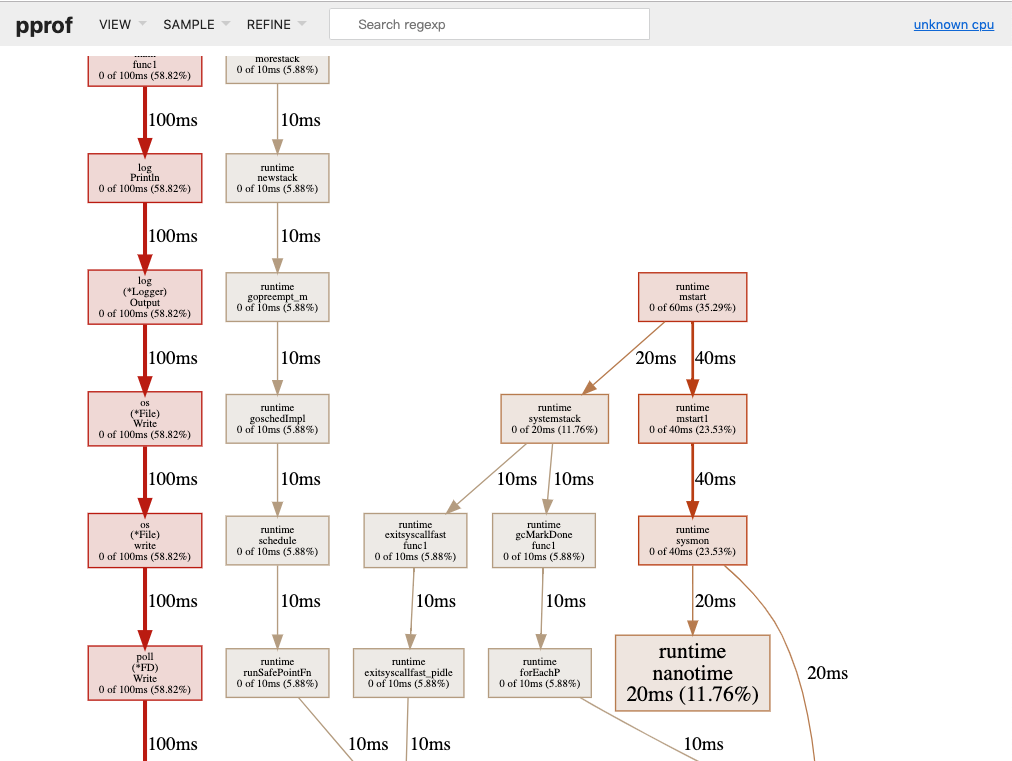 pprof VIEW SAMPLE REFINE Search regexp unknown cpu
func1
0 of 100ms (58.82%)
morestack
0 of 10ms (5.88%)
100ms
10ms
log
Println
0 of 100ms (58.82%)
runtime
newstack
0 of 10ms (5.88%)
100ms
10ms
log
(*Logger)
Output
0 of 100ms (58.82%)
runtime
gopreempt_m
0 of 10ms (5.88%)
runtime
mstart
0 of 60ms (35.29%)
100ms
10ms
20ms
40ms
os
(*File)
Write
0 of 100ms (58.82%)
runtime
goschedImpl
0 of 10ms (5.88%)
runtime
systemstack
0 of 20ms (11.76%)
runtime
mstart1
0 of 40ms (23.53%)
100ms
10ms
10ms
10ms
40ms
os
(*File)
write
0 of 100ms (58.82%)
runtime
schedule
0 of 10ms (5.88%)
runtime
exitsyscallfast
func1
0 of 10ms (5.88%)
runtime
gcMarkDone
func1
0 of 10ms (5.88%)
runtime
sysmon
0 of 40ms (23.53%)
100ms
10ms
10ms
10ms
20ms
poll
(*FD)
Write
0 of 100ms (58.82%)
runtime
runSafePointFn
0 of 10ms (5.88%)
runtime
exitsyscallfast_pidle
0 of 10ms (5.88%)
runtime
forEachP
0 of 10ms (5.88%)
runtime
nanotime
20ms (11.76%)
20ms
100ms
10ms
10ms
10ms